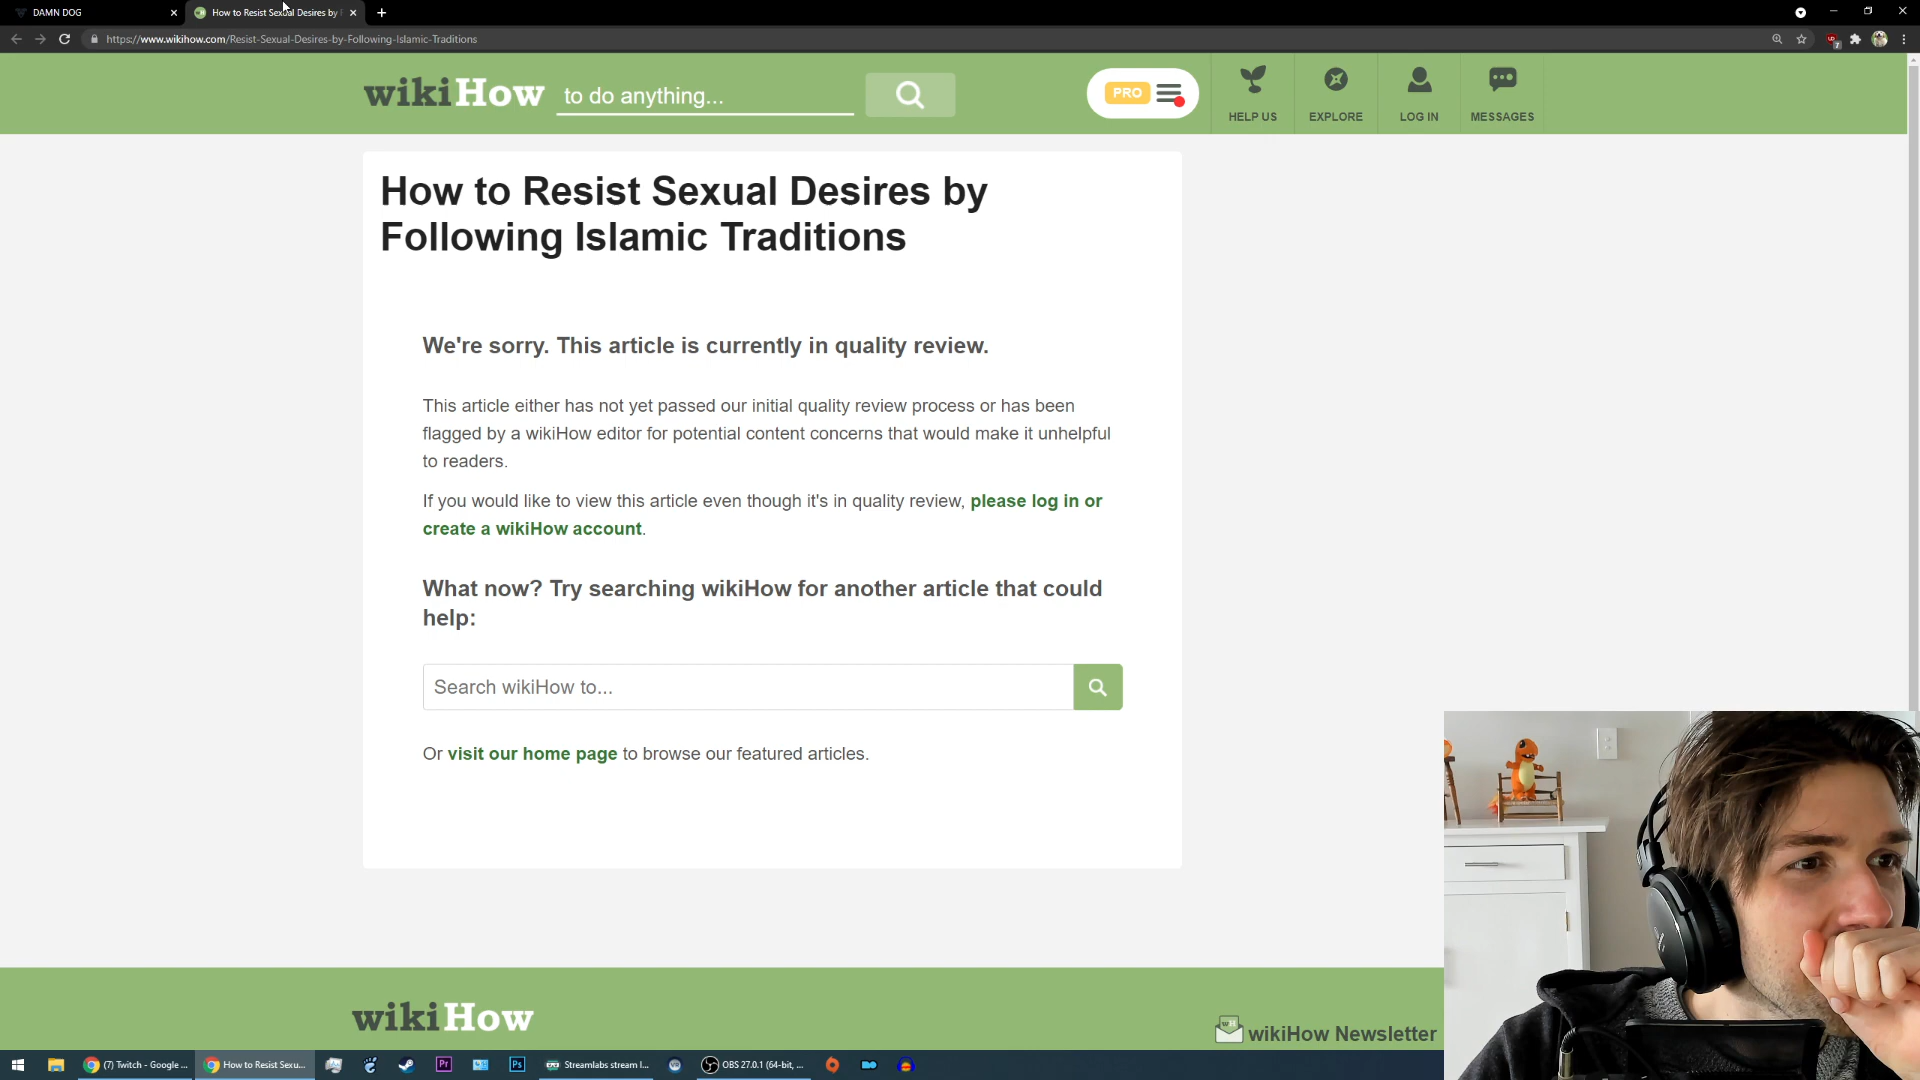 DAMN DOG
How to Resist Sexual Desires by F
https://www.wikihow.com/Resist-Sexual-Desires-by-Following-Islamic-Traditions
wikiHow
to do anything...
PRO
HELP US
EXPLORE
LOG IN
MESSAGES
How to Resist Sexual Desires by
Following Islamic Traditions
We're sorry. This article is currently in quality review.
This article either has not yet passed our initial quality review process or has been
flagged by a wikiHow editor for potential content concerns that would make it unhelpful
to readers.
If you would like to view this article even though it's in quality review, please log in or
create a wikiHow account.
What now? Try searching wikiHow for another article that could
help:
Search wikiHow to...
Or visit our home page to browse our featured articles.
wikiHow
wikiHow Newsletter
(7) Twitch - Google ...
How to Resist Sexu...
Pr
Ps
Streamlabs stream l...
OBS 27.0.1 (64-bit, ...